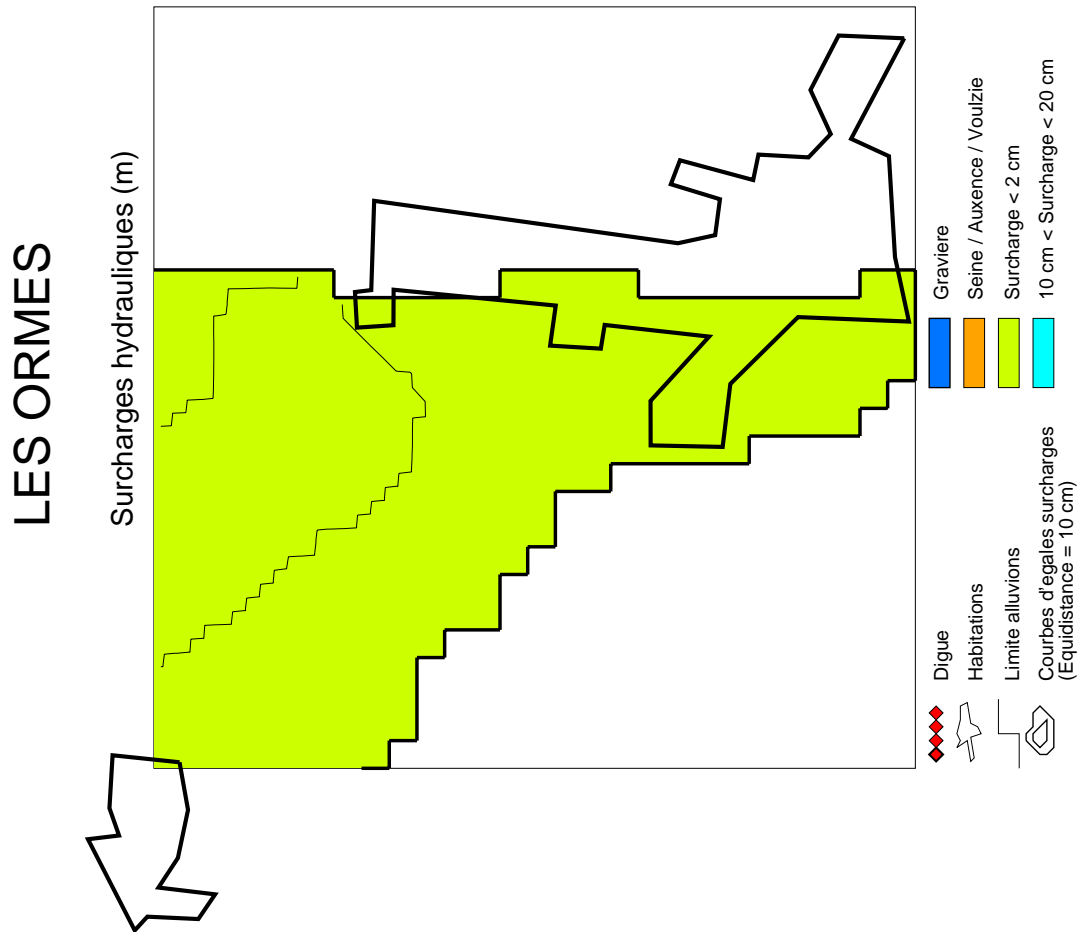 LES ORMES
Surcharges hydrauliques (m)
Digue
Habitations
Limite alluvions
Courbes d'egales surcharges
(Equidistance = 10 cm)
Graviere
Seine / Auxence / Voulzie
Surcharge < 2 cm
10 cm < Surcharge < 20 cm